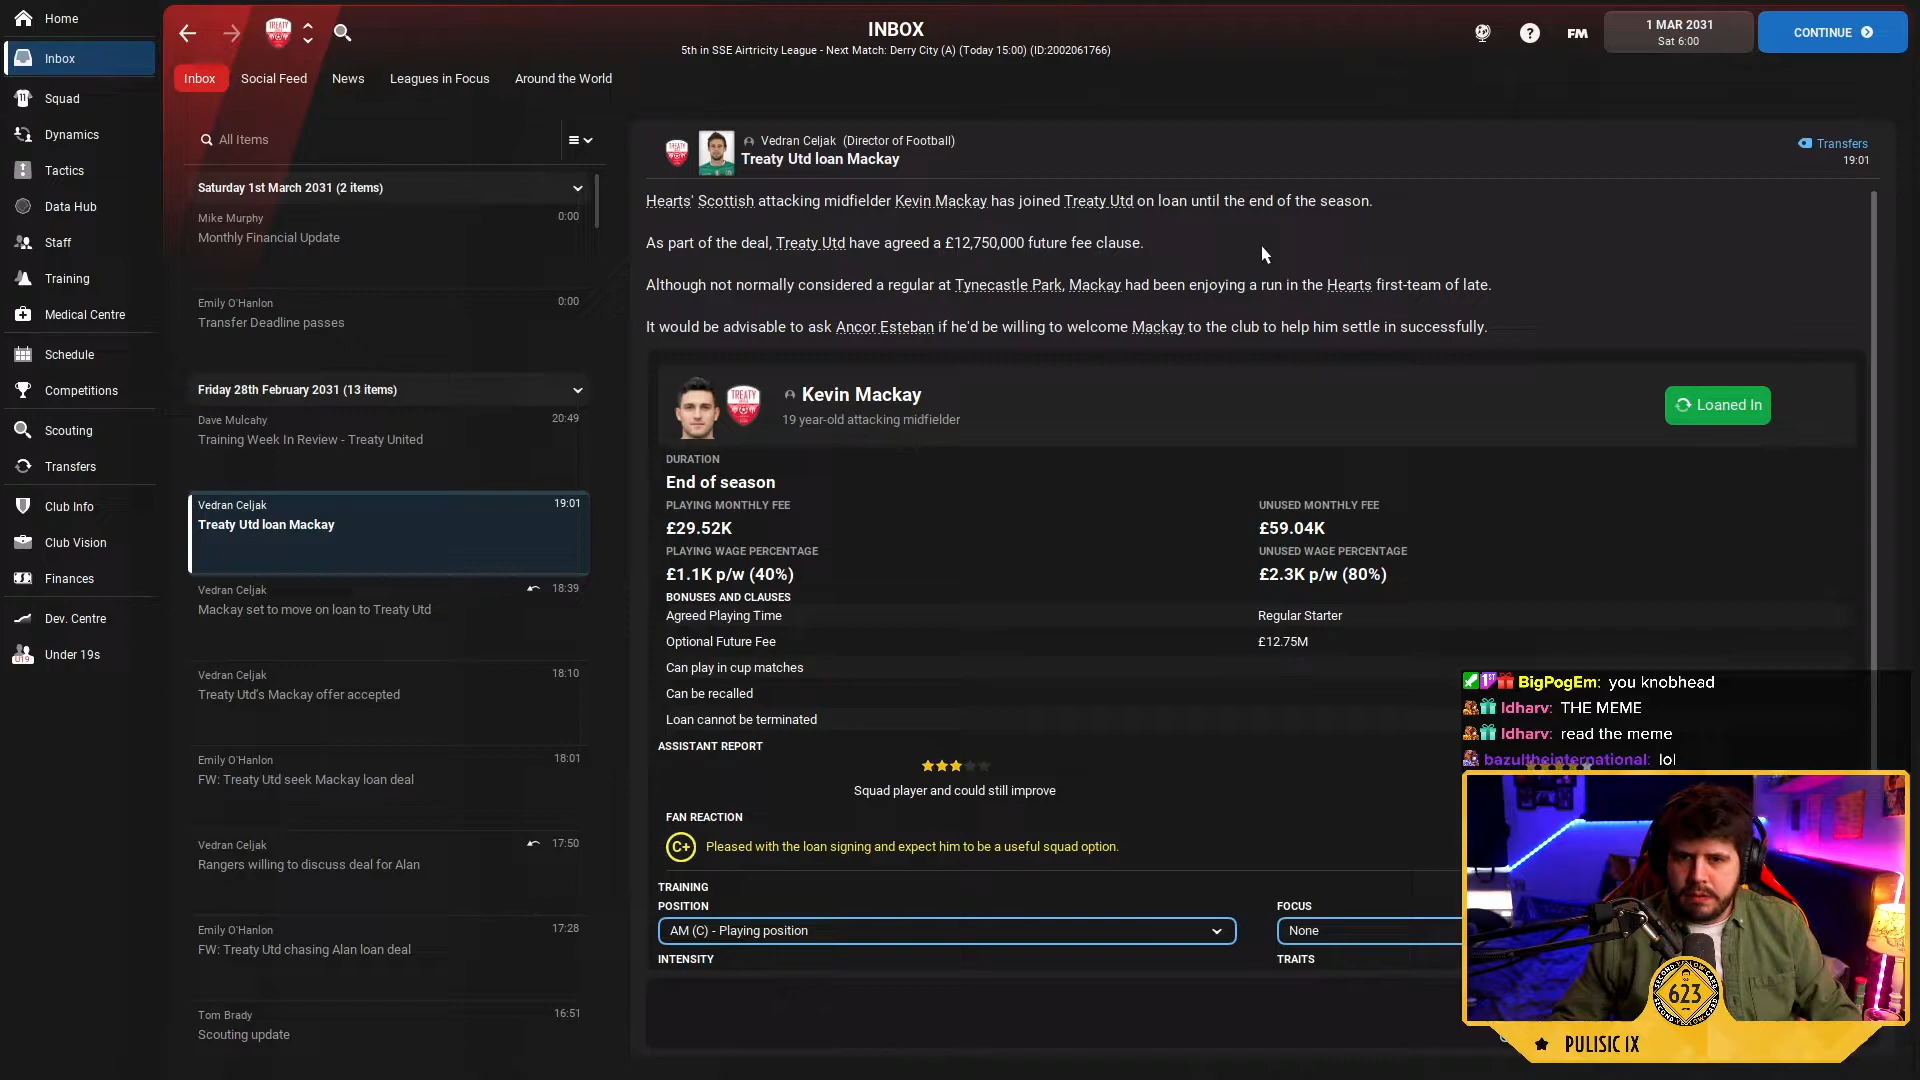 Home
Inbox
Squad
Dynamics
Tactics
Data Hub
Staff
Training
Medical Centre
Schedule
Competitions
Scouting
Transfers
Club Info
Club Vision
Finances
Dev. Centre
Under 19s
INBOX
5th in SSE Airtricity League - Next Match: Derry City (A) (Today 15:00) (ID:2002061766)
FM
1 MAR 2031
Sat 6:00
CONTINUE
Inbox Social Feed News Leagues in Focus Around the World
All Items
Saturday 1st March 2031 (2 items)
Mike Murphy 0:00
Monthly Financial Update
Emily O'Hanlon 0:00
Transfer Deadline passes
Friday 28th February 2031 (13 items)
Dave Mulcahy 20:49
Training Week In Review - Treaty United
Vedran Celjak 19:01
Treaty Utd loan Mackay
Vedran Celjak 18:39
Mackay set to move on loan to Treaty Utd
Vedran Celjak 18:10
Treaty Utd's Mackay offer accepted
Emily O'Hanlon 18:01
FW: Treaty Utd seek Mackay loan deal
Vedran Celjak 17:50
Rangers willing to discuss deal for Alan
Emily O'Hanlon 17:28
FW: Treaty Utd chasing Alan loan deal
Tom Brady 16:51
Scouting update
Vedran Celjak (Director of Football)
Treaty Utd loan Mackay
Transfers
19:01
Hearts' Scottish attacking midfielder Kevin Mackay has joined Treaty Utd on loan until the end of the season.
As part of the deal, Treaty Utd have agreed a £12,750,000 future fee clause.
Although not normally considered a regular at Tynecastle Park, Mackay had been enjoying a run in the Hearts first-team of late.
It would be advisable to ask Ancor Esteban if he'd be willing to welcome Mackay to the club to help him settle in successfully.
TREATY
Kevin Mackay
19 year-old attacking midfielder
Loaned In
DURATION
End of season
PLAYING MONTHLY FEE UNUSED MONTHLY FEE
£29.52K £59.04K
PLAYING WAGE PERCENTAGE UNUSED WAGE PERCENTAGE
£1.1K p/w (40%) £2.3K p/w (80%)
BONUSES AND CLAUSES
Agreed Playing Time Regular Starter
Optional Future Fee £12.75M
Can play in cup matches
Can be recalled
Loan cannot be terminated
ASSISTANT REPORT
Squad player and could still improve
FAN REACTION
C+ Pleased with the loan signing and expect him to be a useful squad option.
TRAINING
POSITION FOCUS
AM (C) - Playing position None
INTENSITY TRAITS
BigPogEm: you knobhead
ldharv: THE MEME
ldharv: read the meme
bazultheinternational: lol
623
PULISIC IX